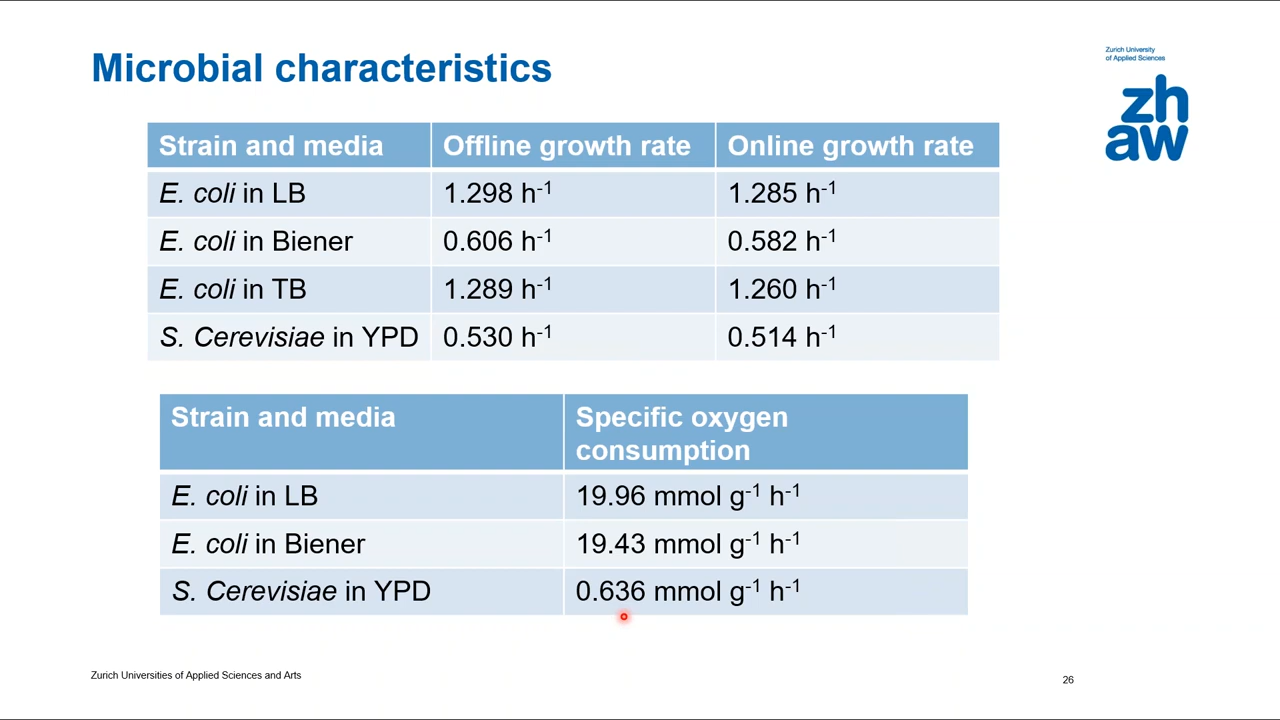 Microbial characteristics
Zurich University
of Applied Sciences
zh
aw
Strain and media Offline growth rate Online growth rate
E. coli in LB 1.298 h⁻¹ 1.285 h⁻¹
E. coli in Biener 0.606 h⁻¹ 0.582 h⁻¹
E. coli in TB 1.289 h⁻¹ 1.260 h⁻¹
S. Cerevisiae in YPD 0.530 h⁻¹ 0.514 h⁻¹
Strain and media Specific oxygen
consumption
E. coli in LB 19.96 mmol g⁻¹ h⁻¹
E. coli in Biener 19.43 mmol g⁻¹ h⁻¹
S. Cerevisiae in YPD 0.636 mmol g⁻¹ h⁻¹
Zurich Universities of Applied Sciences and Arts 26